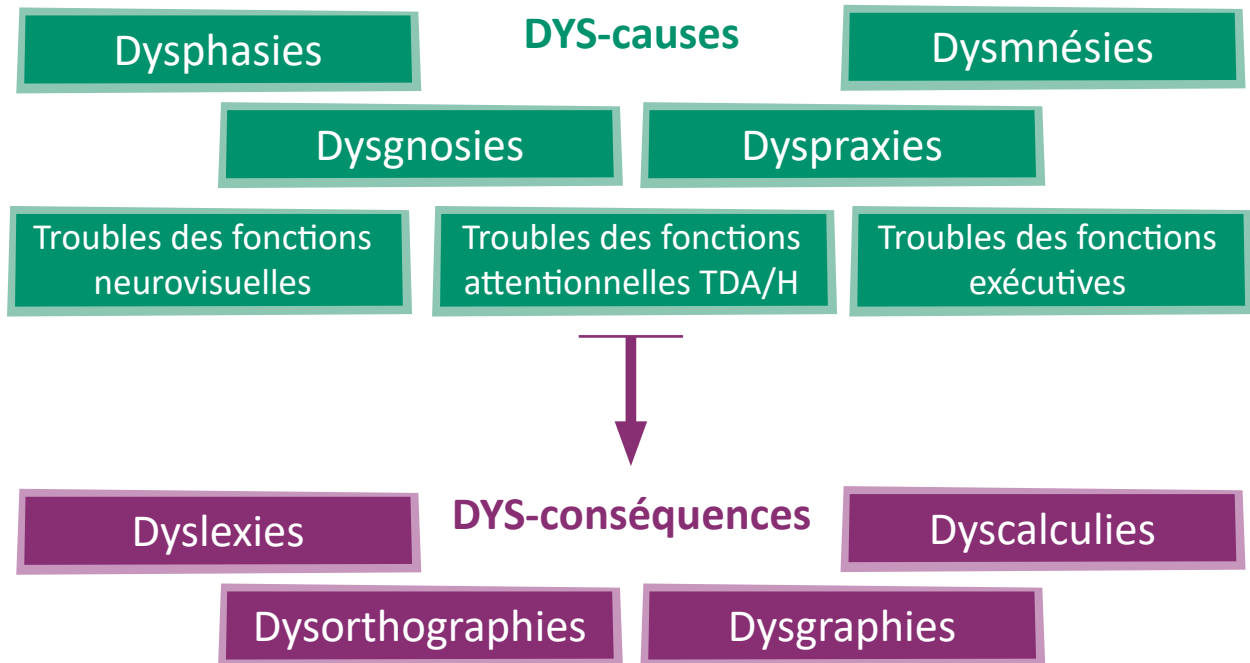 DYS-causes
Dysphasies
Dysmnésies
Dysgnosies
Dyspraxies
Troubles des fonctions
neurovisuelles
Troubles des fonctions
attentionnelles TDA/H
Troubles des fonctions
exécutives
DYS-conséquences
Dyslexies
Dyscalculies
Dysorthographies
Dysgraphies